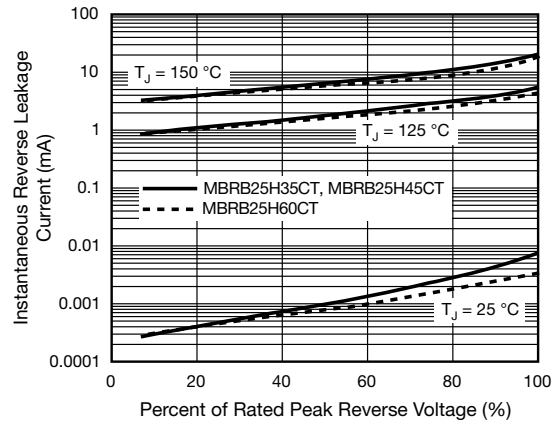 Instantaneous Reverse Leakage
Current (mA)
100
10
1
0.1
0.01
0.001
0.0001
T_J = 150 °C
T_J = 125 °C
MBRB25H35CT, MBRB25H45CT
MBRB25H60CT
T_J = 25 °C
0 20 40 60 80 100
Percent of Rated Peak Reverse Voltage (%)